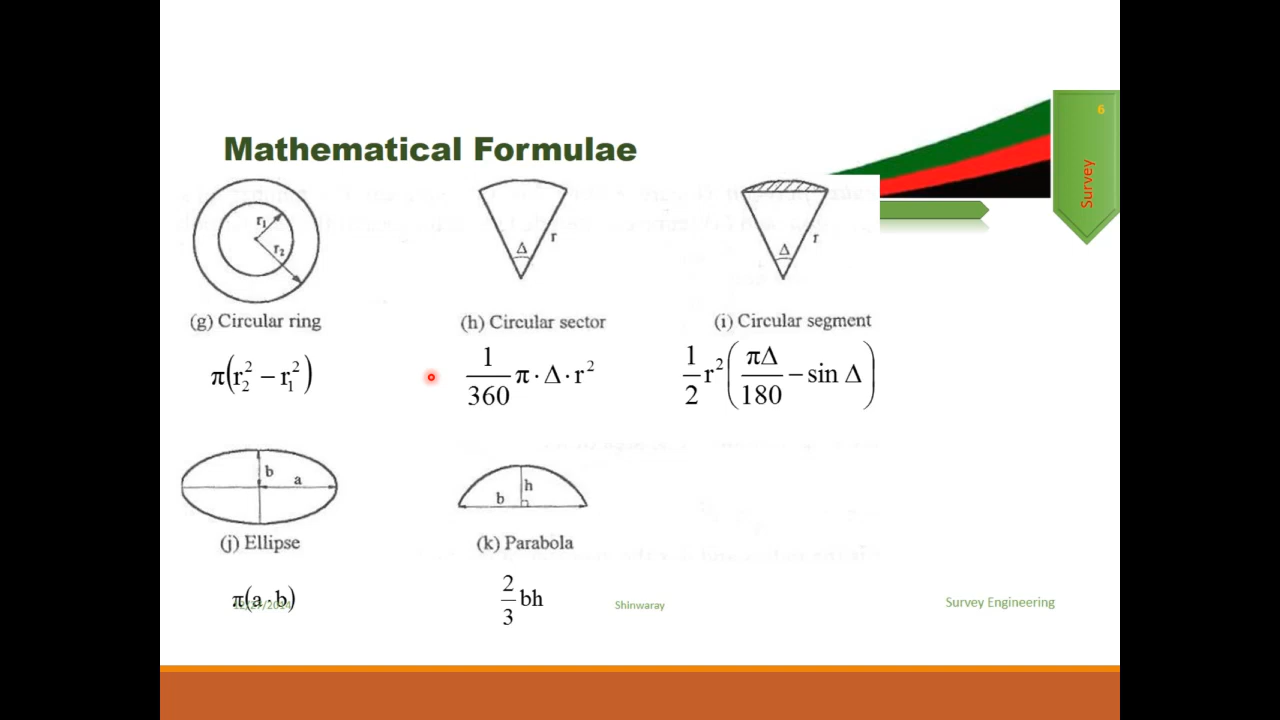 6
Survey
Mathematical Formulae
r₁
r₂
Δ
r
Δ
r
(g) Circular ring
(h) Circular sector
(i) Circular segment
π(r₂² − r₁²)
1/360 π · Δ · r²
1/2 r² (πΔ/180 − sin Δ)
b
a
b
h
(j) Ellipse
(k) Parabola
π(a · b)
2/3 bh
Shinwaray
Survey Engineering